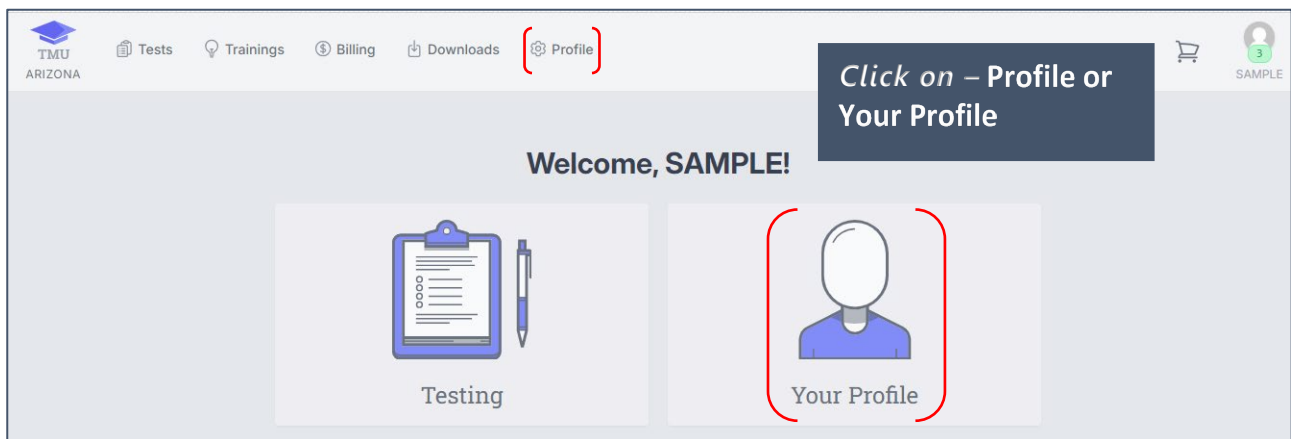 TMU
ARIZONA
Tests
Trainings
Billing
Downloads
Profile
Click on – Profile or
Your Profile
3
SAMPLE
Welcome, SAMPLE!
Testing
Your Profile